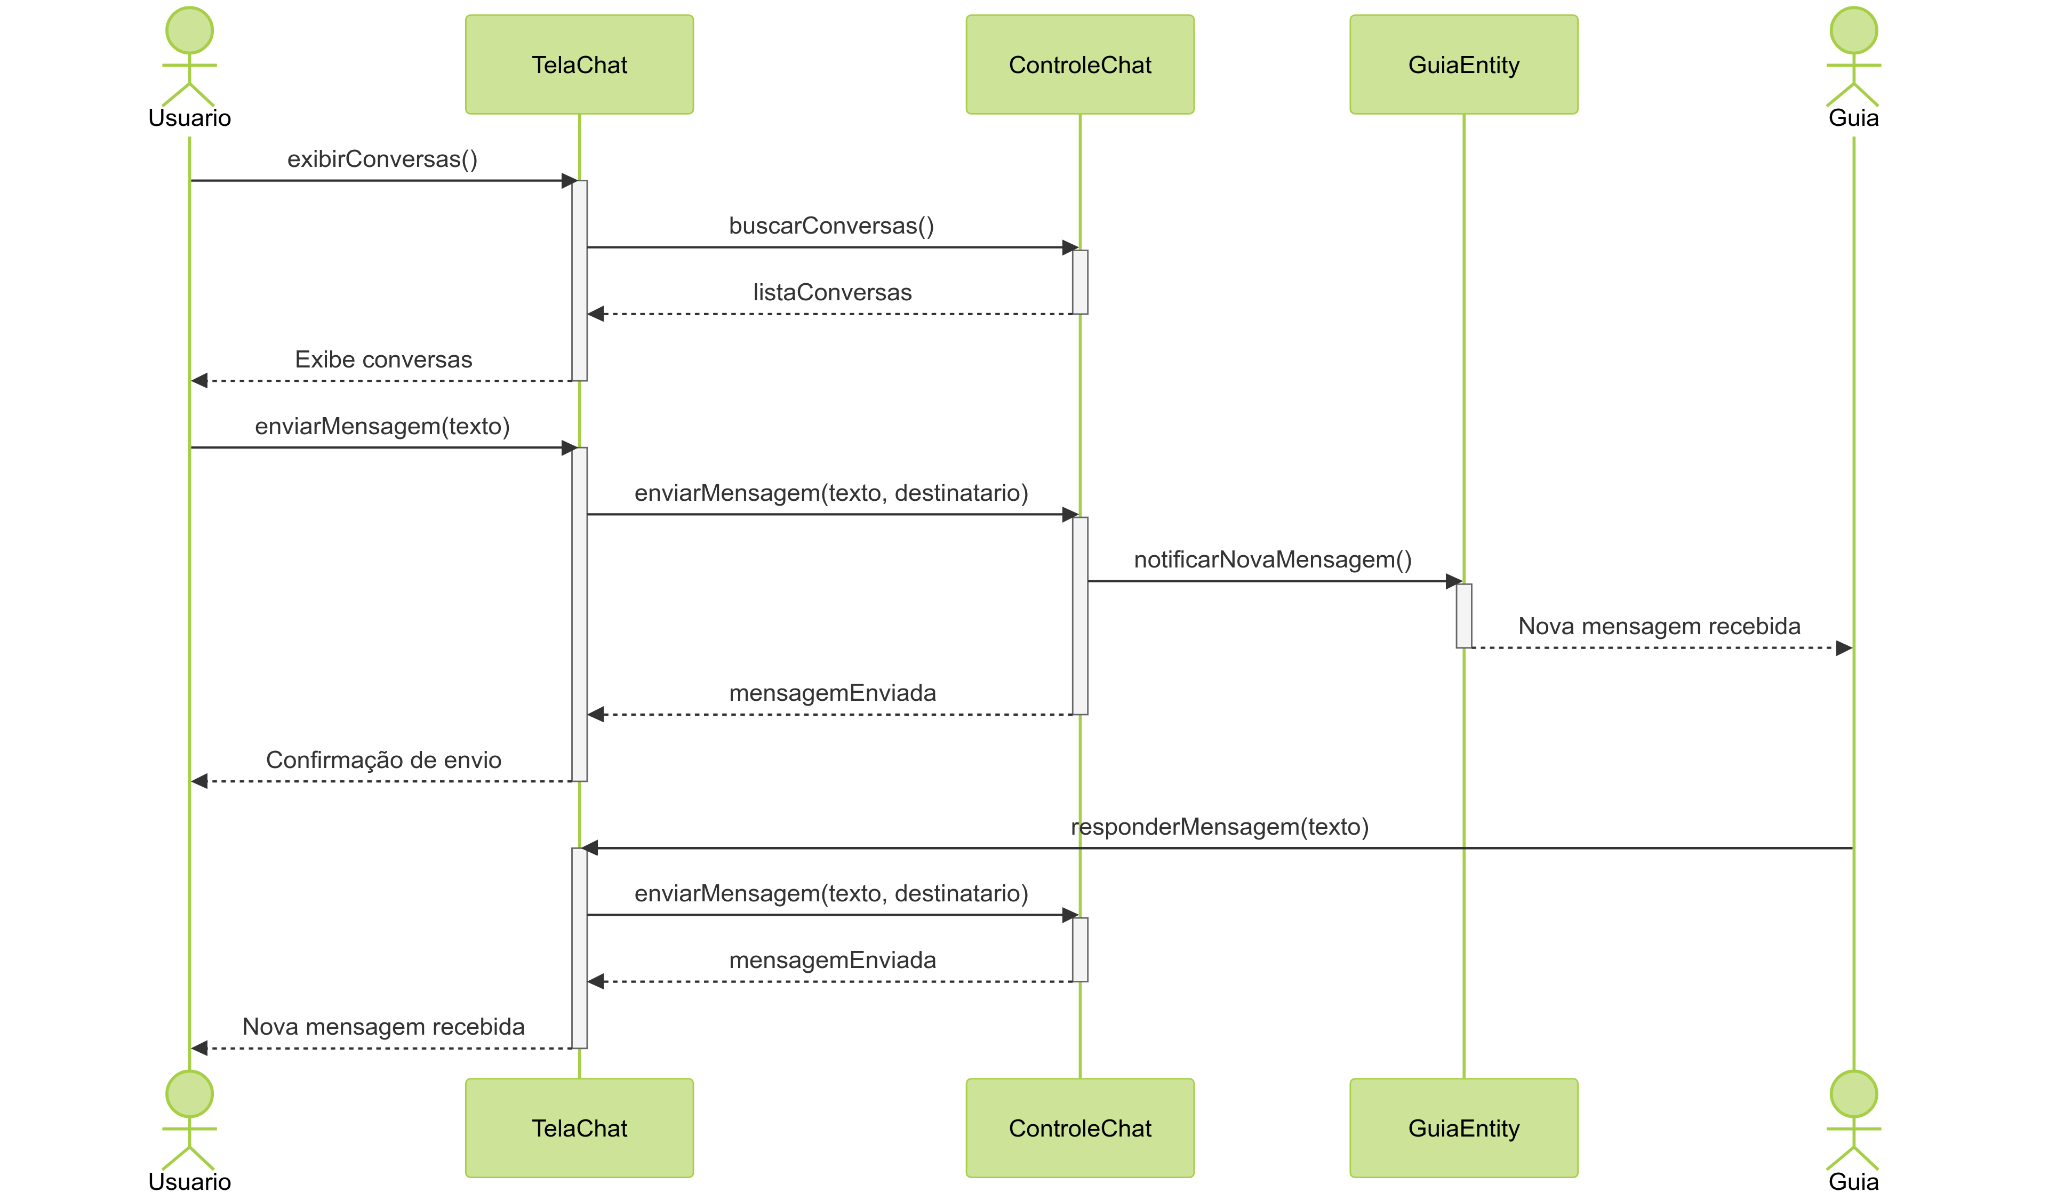 Usuario
TelaChat
ControleChat
GuiaEntity
Guia
exibirConversas()
buscarConversas()
listaConversas
Exibe conversas
enviarMensagem(texto)
enviarMensagem(texto, destinatario)
notificarNovaMensagem()
Nova mensagem recebida
mensagemEnviada
Confirmação de envio
responderMensagem(texto)
enviarMensagem(texto, destinatario)
mensagemEnviada
Nova mensagem recebida
Usuario
TelaChat
ControleChat
GuiaEntity
Guia